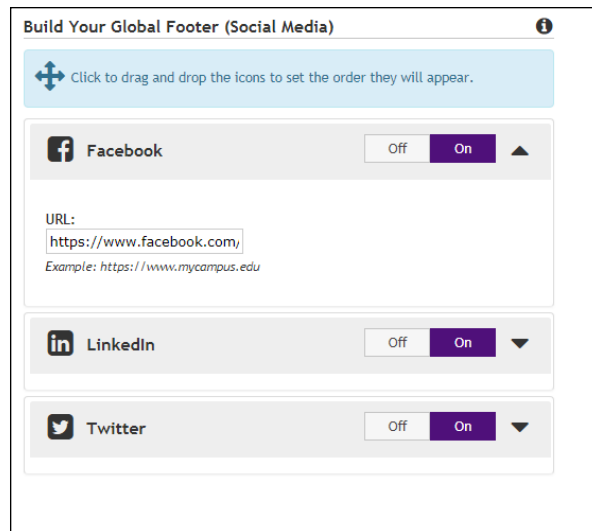 Build Your Global Footer (Social Media)
Click to drag and drop the icons to set the order they will appear.
Facebook Off On
URL:
https://www.facebook.com/
Example: https://www.mycampus.edu
LinkedIn Off On
Twitter Off On